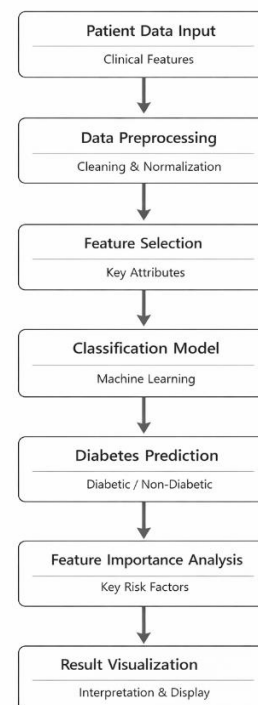 Patient Data Input
Clinical Features
Data Preprocessing
Cleaning & Normalization
Feature Selection
Key Attributes
Classification Model
Machine Learning
Diabetes Prediction
Diabetic / Non-Diabetic
Feature Importance Analysis
Key Risk Factors
Result Visualization
Interpretation & Display